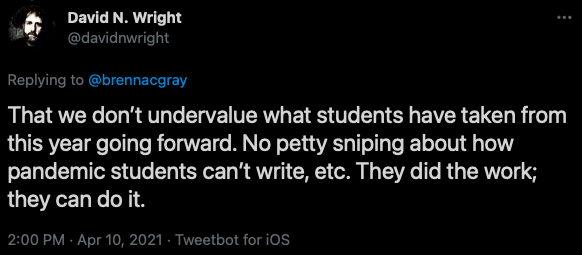 David N. Wright
@davidnwright
Replying to @brennacgray
That we don’t undervalue what students have taken from
this year going forward. No petty sniping about how
pandemic students can’t write, etc. They did the work;
they can do it.
2:00 PM · Apr 10, 2021 · Tweetbot for iOS